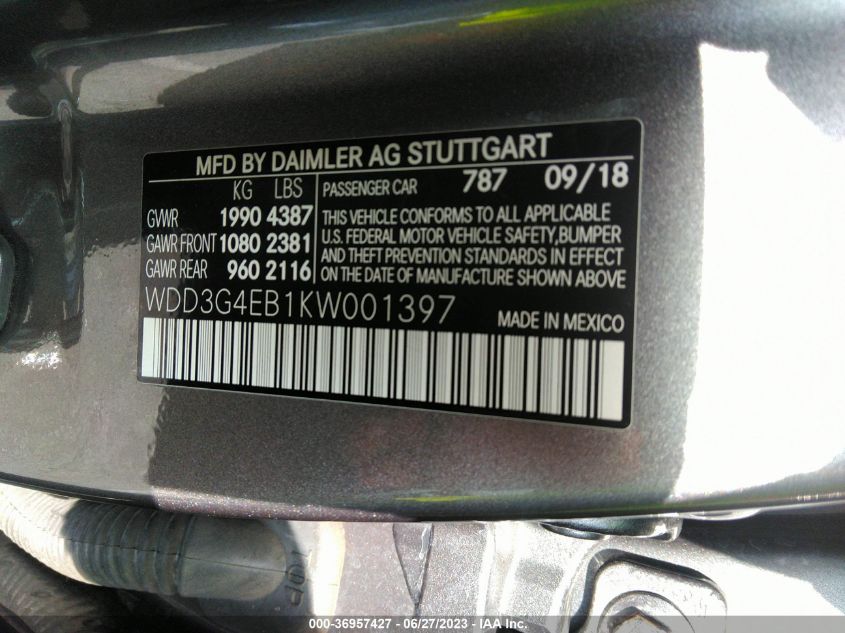 MFD BY DAIMLER AG STUTTGART
KG LBS
GVWR 1990 4387
GAWR FRONT 1080 2381
GAWR REAR 960 2116
PASSENGER CAR 787 09/18
THIS VEHICLE CONFORMS TO ALL APPLICABLE
U.S. FEDERAL MOTOR VEHICLE SAFETY,BUMPER
AND THEFT PREVENTION STANDARDS IN EFFECT
ON THE DATE OF MANUFACTURE SHOWN ABOVE
WDD3G4EB1KW001397
MADE IN MEXICO
TOP
000-36957427 - 06/27/2023 - IAA Inc.